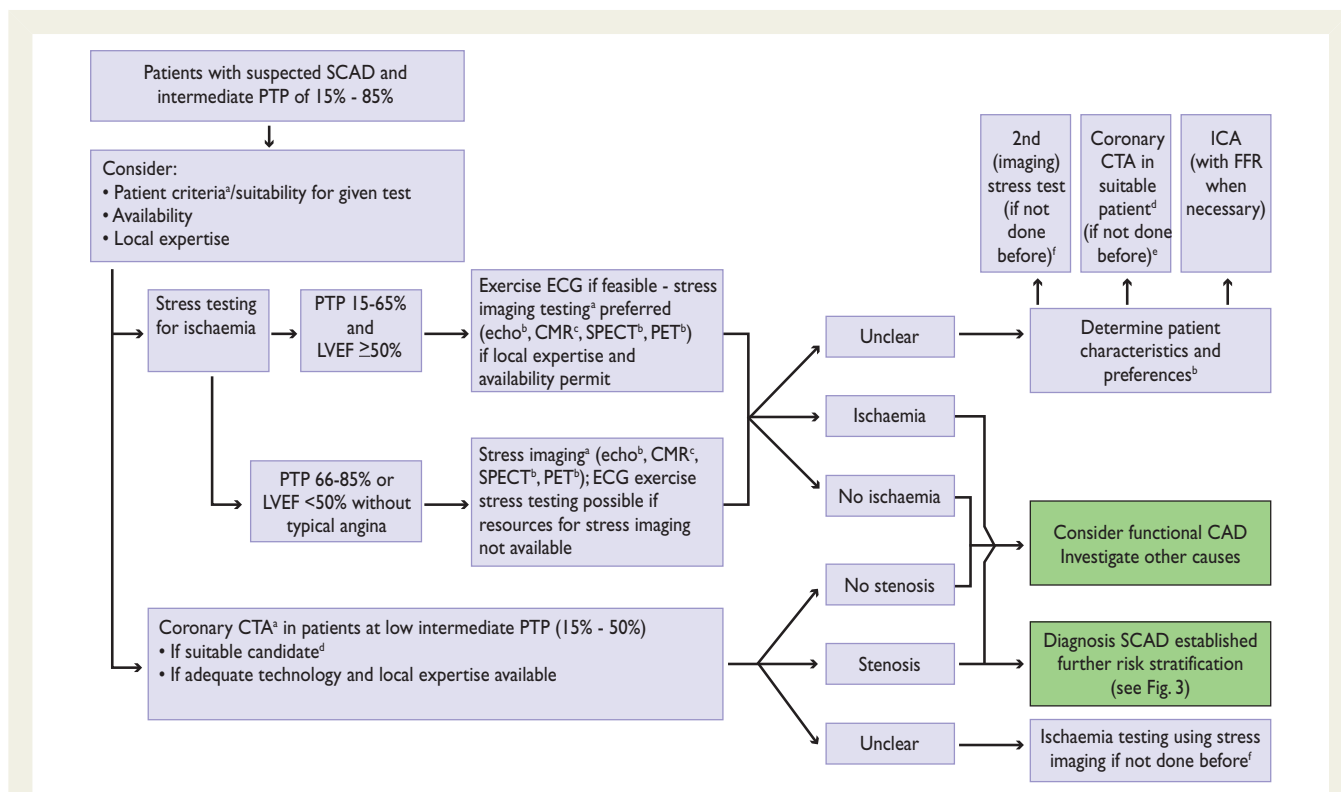 Patients with suspected SCAD and
intermediate PTP of 15% - 85%
Consider:
• Patient criteriaᵃ/suitability for given test
• Availability
• Local expertise
Stress testing
for ischaemia
PTP 15-65%
and
LVEF ≥50%
Exercise ECG if feasible - stress
imaging testingᵃ preferred
(echoᵇ, CMRᶜ, SPECTᵇ, PETᵇ)
if local expertise and
availability permit
PTP 66-85% or
LVEF <50% without
typical angina
Stress imagingᵃ (echoᵇ, CMRᶜ,
SPECTᵇ, PETᵇ); ECG exercise
stress testing possible if
resources for stress imaging
not available
Coronary CTAᵃ in patients at low intermediate PTP (15% - 50%)
• If suitable candidateᵈ
• If adequate technology and local expertise available
Unclear
Ischaemia
No ischaemia
No stenosis
Stenosis
Unclear
2nd
(imaging)
stress test
(if not
done
before)ᶠ
Coronary
CTA in
suitable
patientᵈ
(if not done
before)ᵉ
ICA
(with FFR
when
necessary)
Determine patient
characteristics and
preferencesᵇ
Consider functional CAD
Investigate other causes
Diagnosis SCAD established
further risk stratification
(see Fig. 3)
Ischaemia testing using stress
imaging if not done beforeᶠ